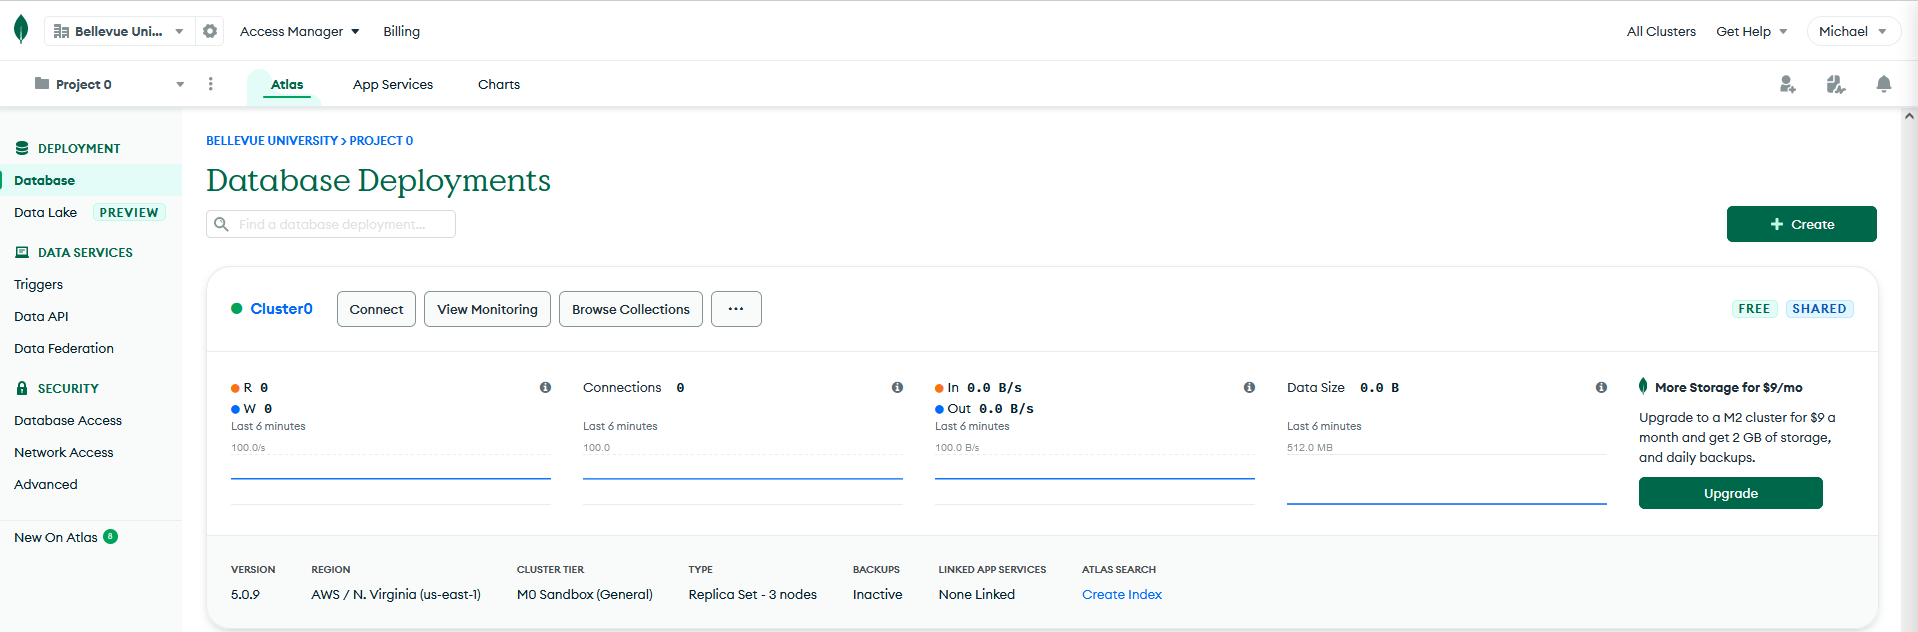 Bellevue Uni... Access Manager Billing All Clusters Get Help Michael
Project 0 Atlas App Services Charts
DEPLOYMENT
Database
Data Lake PREVIEW
DATA SERVICES
Triggers
Data API
Data Federation
SECURITY
Database Access
Network Access
Advanced
New On Atlas 8
BELLEVUE UNIVERSITY > PROJECT 0
Database Deployments
Find a database deployment...
+ Create
Cluster0 Connect View Monitoring Browse Collections ... FREE SHARED
R 0
W 0
Last 6 minutes
100.0/s
Connections 0
Last 6 minutes
100.0
In 0.0 B/s
Out 0.0 B/s
Last 6 minutes
100.0 B/s
Data Size 0.0 B
Last 6 minutes
512.0 MB
More Storage for $9/mo
Upgrade to a M2 cluster for $9 a
month and get 2 GB of storage,
and daily backups.
Upgrade
VERSION REGION CLUSTER TIER TYPE BACKUPS LINKED APP SERVICES ATLAS SEARCH
5.0.9 AWS / N. Virginia (us-east-1) M0 Sandbox (General) Replica Set - 3 nodes Inactive None Linked Create Index